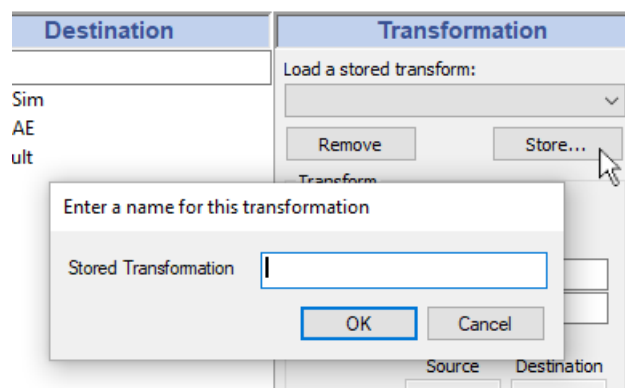 Destination
Transformation
Load a stored transform:
Sim
AE
ult
Remove
Store...
Transform
Enter a name for this transformation
Stored Transformation
OK
Cancel
Source
Destination